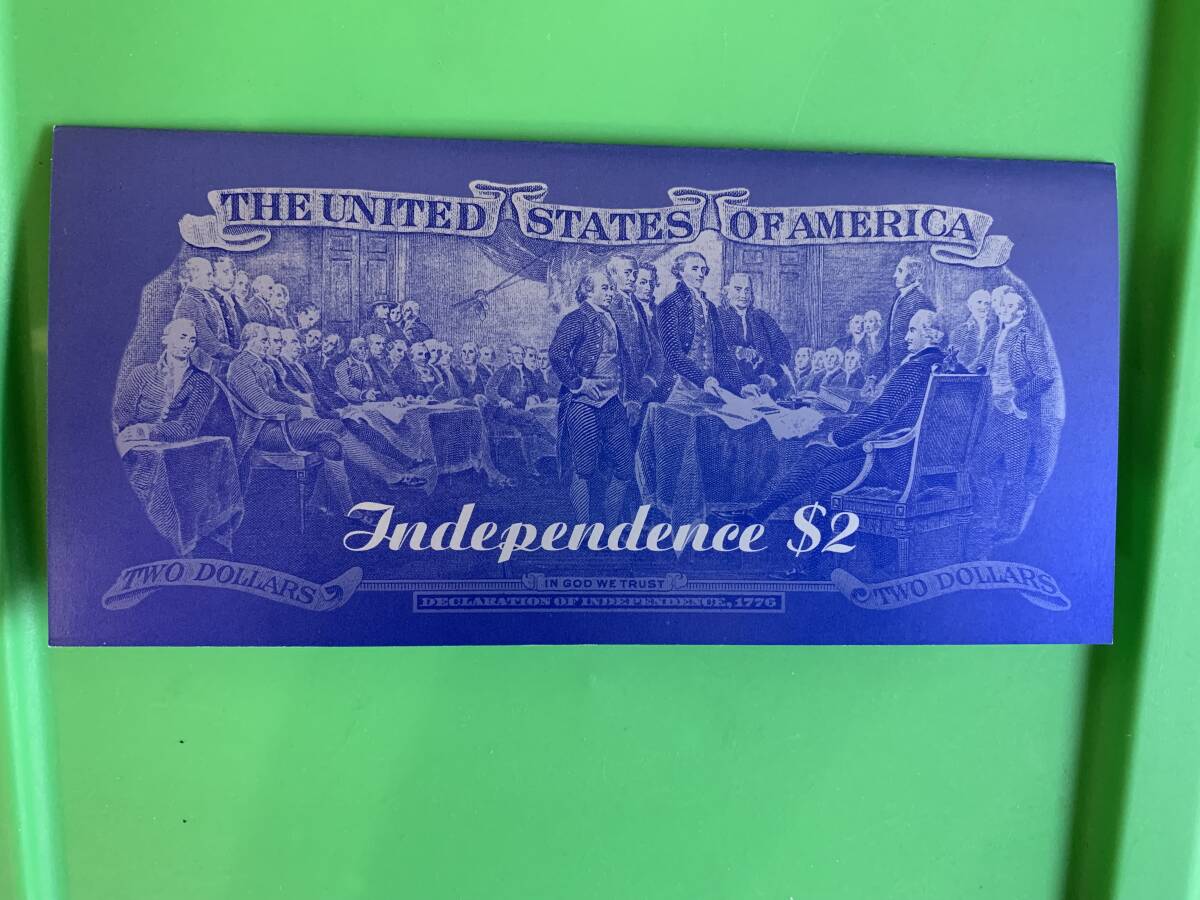 THE UNITED STATES OF AMERICA
Independence $2
TWO DOLLARS
IN GOD WE TRUST
TWO DOLLARS
DECLARATION OF INDEPENDENCE, 1776